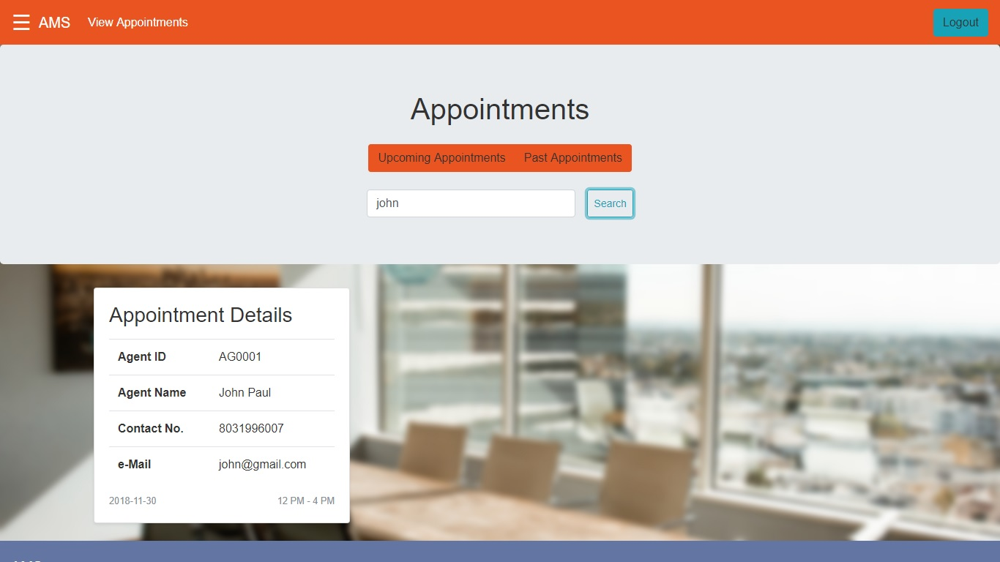 ☰ AMS View Appointments Logout
Appointments
Upcoming Appointments Past Appointments
john Search
Appointment Details
Agent ID AG0001
Agent Name John Paul
Contact No. 8031996007
e-Mail john@gmail.com
2018-11-30 12 PM - 4 PM